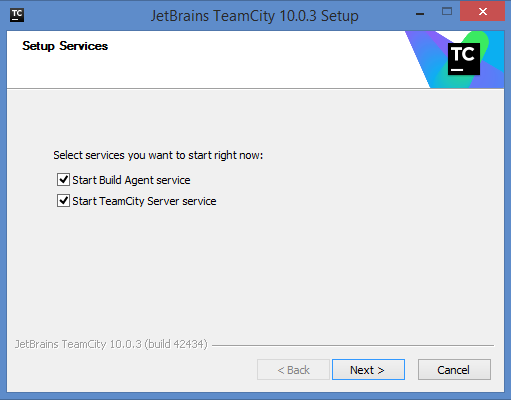 TC
JetBrains TeamCity 10.0.3 Setup
Setup Services
TC
Select services you want to start right now:
Start Build Agent service
Start TeamCity Server service
JetBrains TeamCity 10.0.3 (build 42434)
< Back
Next >
Cancel